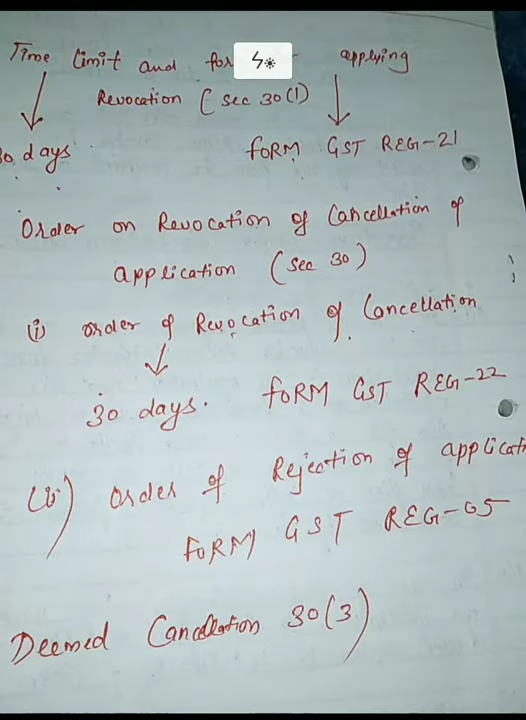 Time limit and for applying
Revocation ( sec 30(1)
30 days. FORM GST REG-21
Order on Revocation of Cancellation of
application (sec 30)
(i) order of Revocation of Cancellation
30 days. FORM GST REG-22
(ii) order of Rejection of applicati
FORM GST REG-05
Deemed Cancellation 30(3)